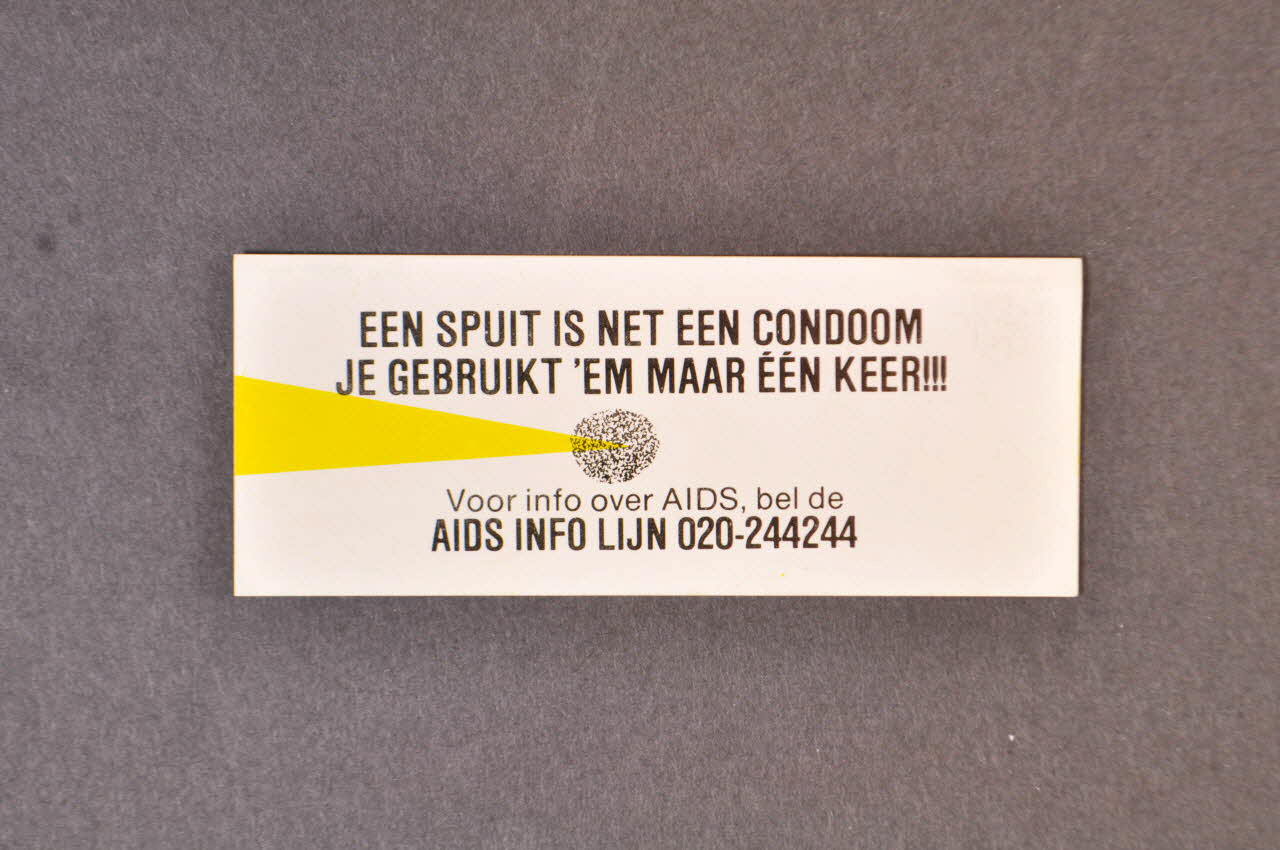 EEN SPUIT IS NET EEN CONDOOM
JE GEBRUIKT 'EM MAAR ÉÉN KEER!!!
Voor info over AIDS, bel de
AIDS INFO LIJN 020-244244